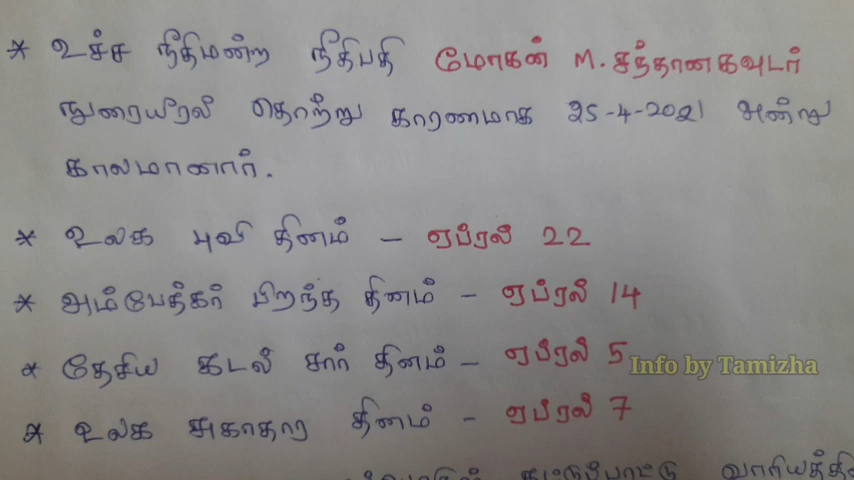 * உச்ச நீதிமன்ற நீதிபதி மோகன் M. சந்தானகவுடர்
நுரையீரல் தொற்று காரணமாக 25-4-2021 அன்று
காலமானார்.
* உலக புவி தினம் - ஏப்ரல் 22
* அம்பேத்கர் பிறந்த தினம் - ஏப்ரல் 14
* தேசிய கடல் சார் தினம் - ஏப்ரல் 5
Info by Tamizha
* உலக சுகாதார தினம் - ஏப்ரல் 7
கட்டுப்பாட்டு